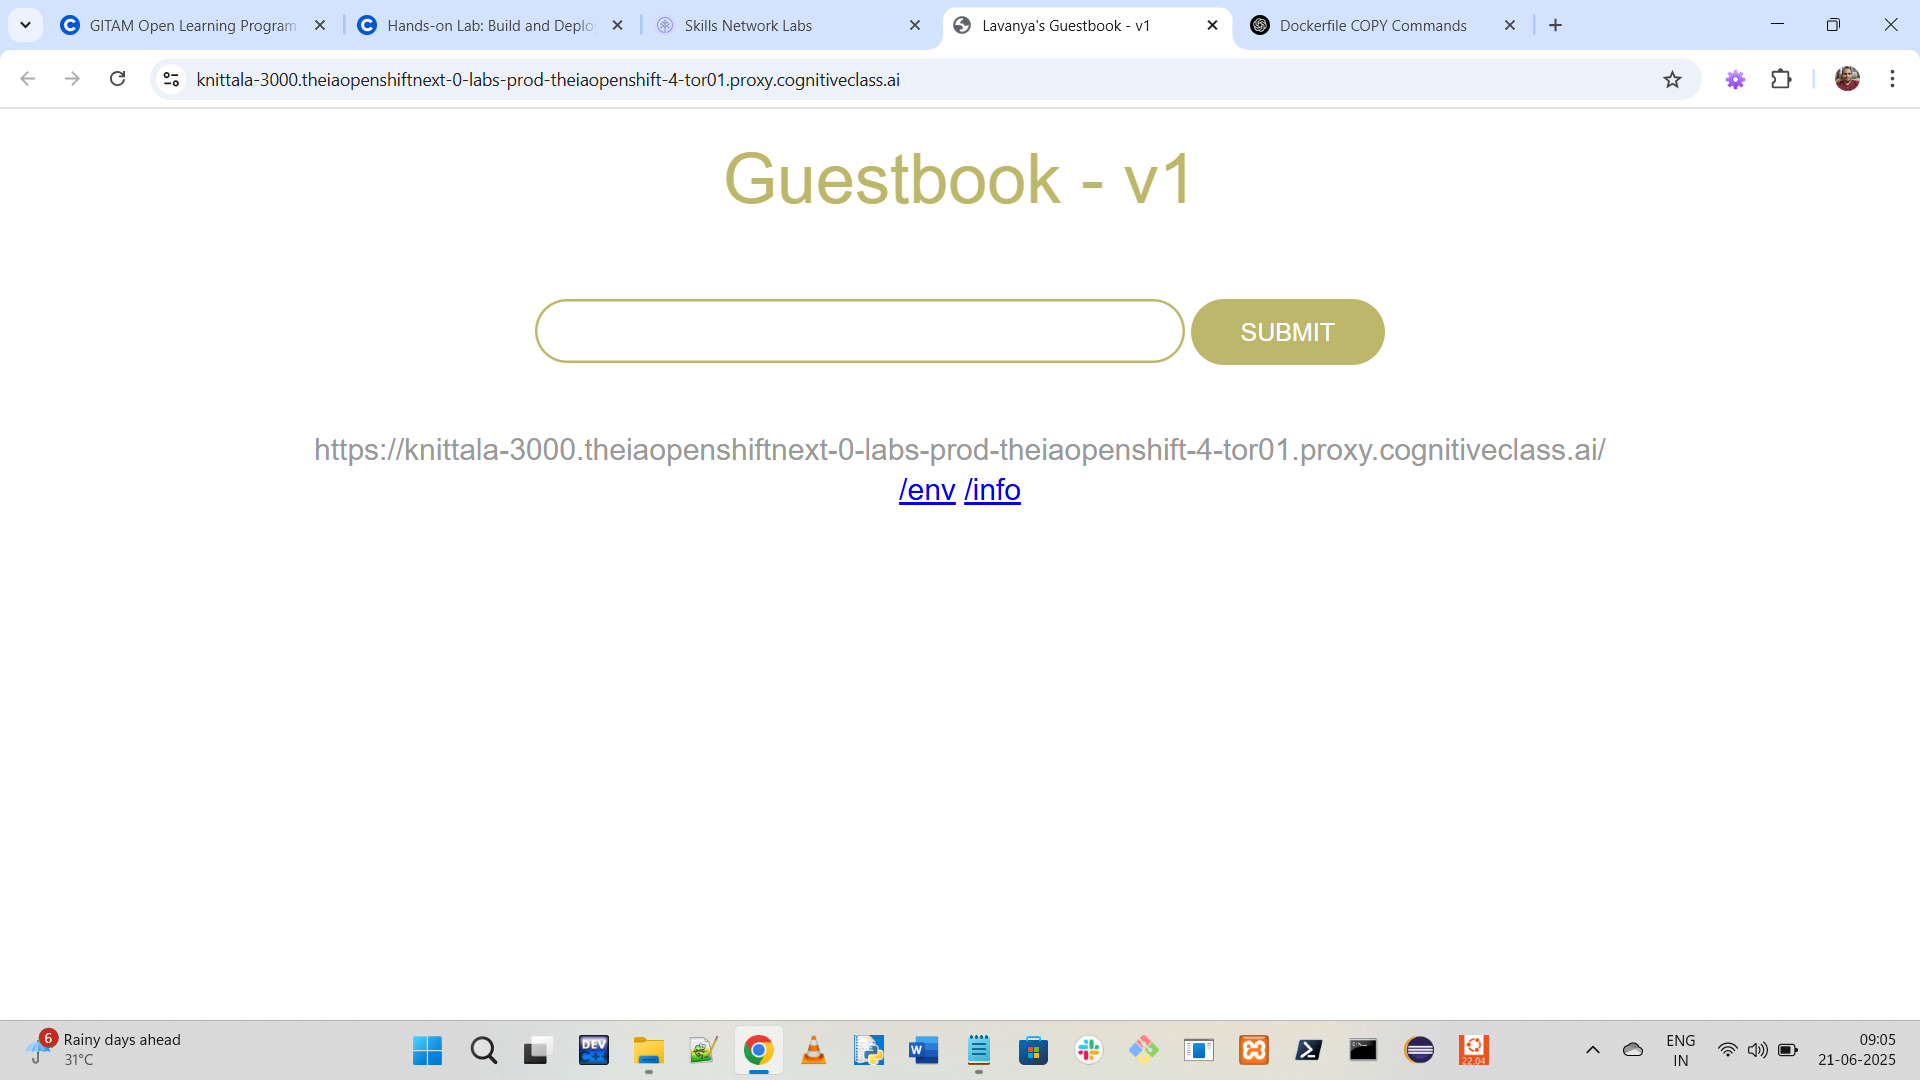 GITAM Open Learning Program
Hands-on Lab: Build and Deplo
Skills Network Labs
Lavanya's Guestbook - v1
Dockerfile COPY Commands
knittala-3000.theiaopenshiftnext-0-labs-prod-theiaopenshift-4-tor01.proxy.cognitiveclass.ai
Guestbook - v1
SUBMIT
https://knittala-3000.theiaopenshiftnext-0-labs-prod-theiaopenshift-4-tor01.proxy.cognitiveclass.ai/
/env /info
6
Rainy days ahead
31°C
DEV
C++
W
22.04
ENG
IN
09:05
21-06-2025